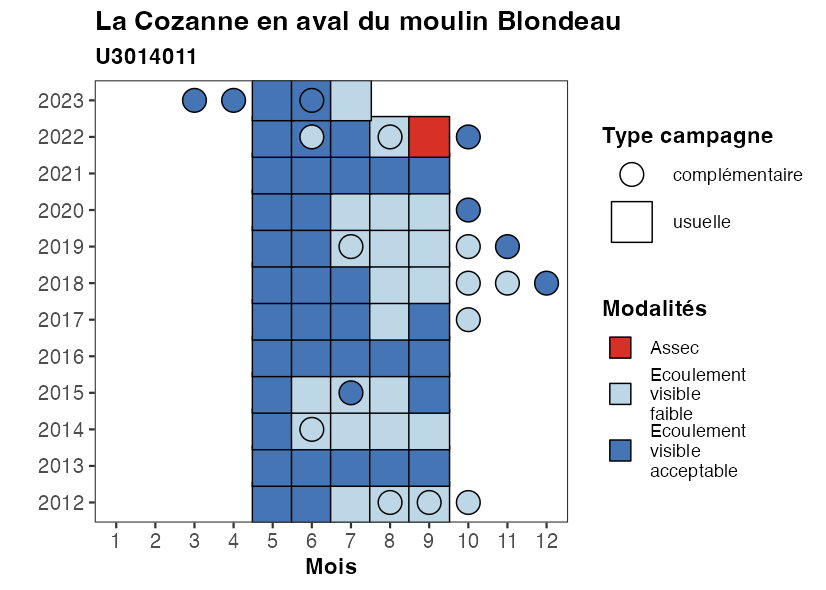 La Cozanne en aval du moulin Blondeau
U3014011
2023
2022
2021
2020
2019
2018
2017
2016
2015
2014
2013
2012
1 2 3 4 5 6 7 8 9 10 11 12
Mois
Type campagne
complémentaire
usuelle
Modalités
Assec
Ecoulement
visible
faible
Ecoulement
visible
acceptable